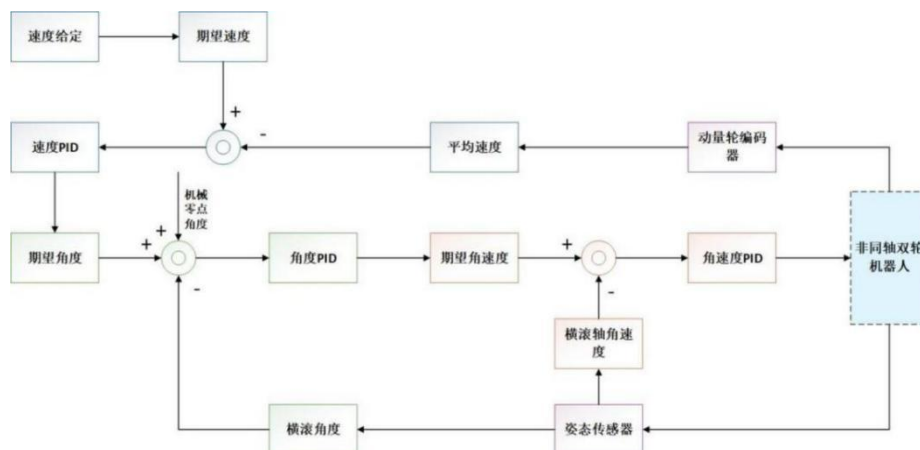 速度给定
期望速度
+
-
速度PID
平均速度
动量轮编码
器
机械
零点
角度
+
+
期望角度
角度PID
期望角速度
+
角速度PID
非同轴双轮
机器人
-
-
横滚轴角速
度
横滚角度
姿态传感器